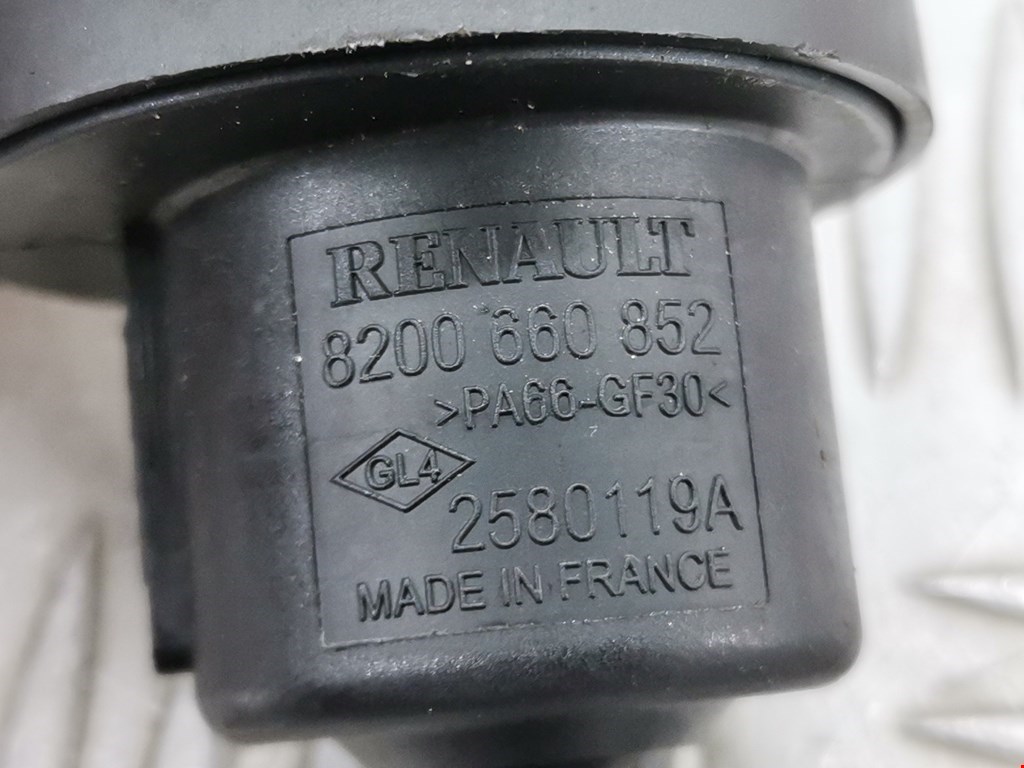 RENAULT
8200 660 852
>PA66-GF30<
GL4
2580119A
MADE IN FRANCE